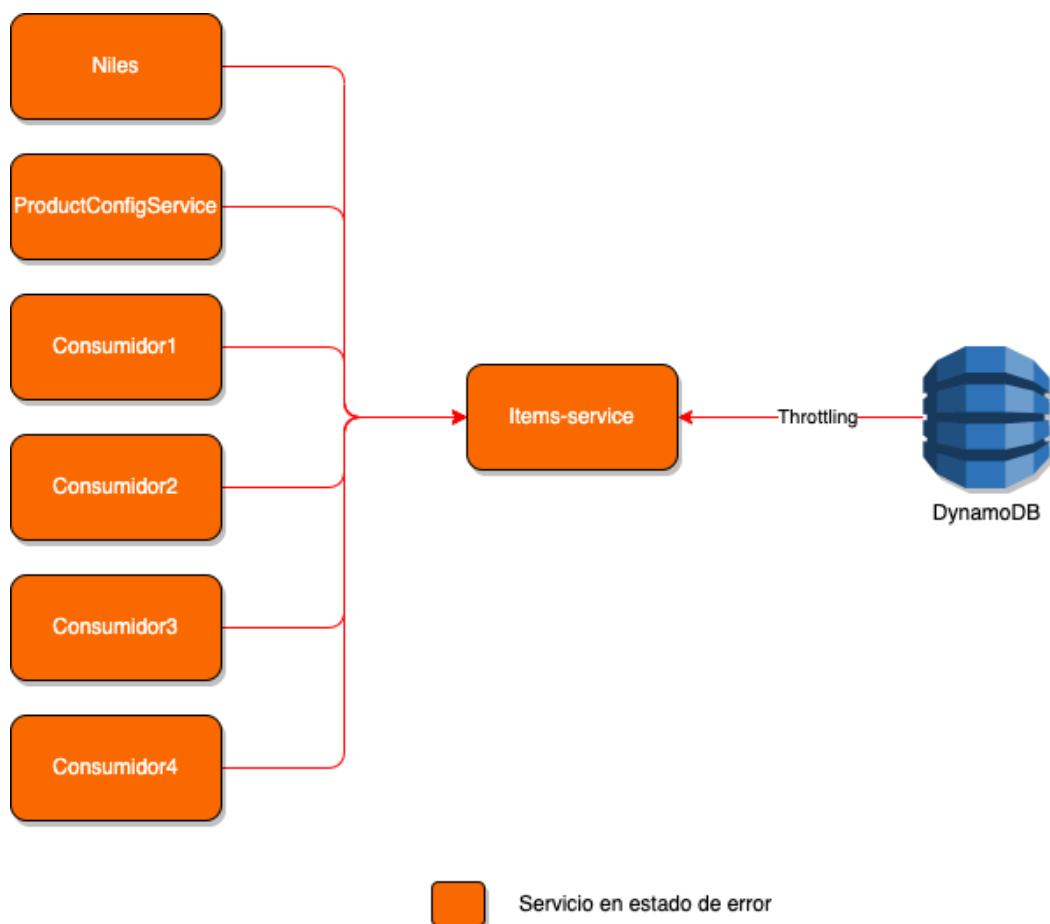 Niles
ProductConfigService
Consumidor1
Consumidor2
Consumidor3
Consumidor4
Items-service
Throttling
DynamoDB
Servicio en estado de error